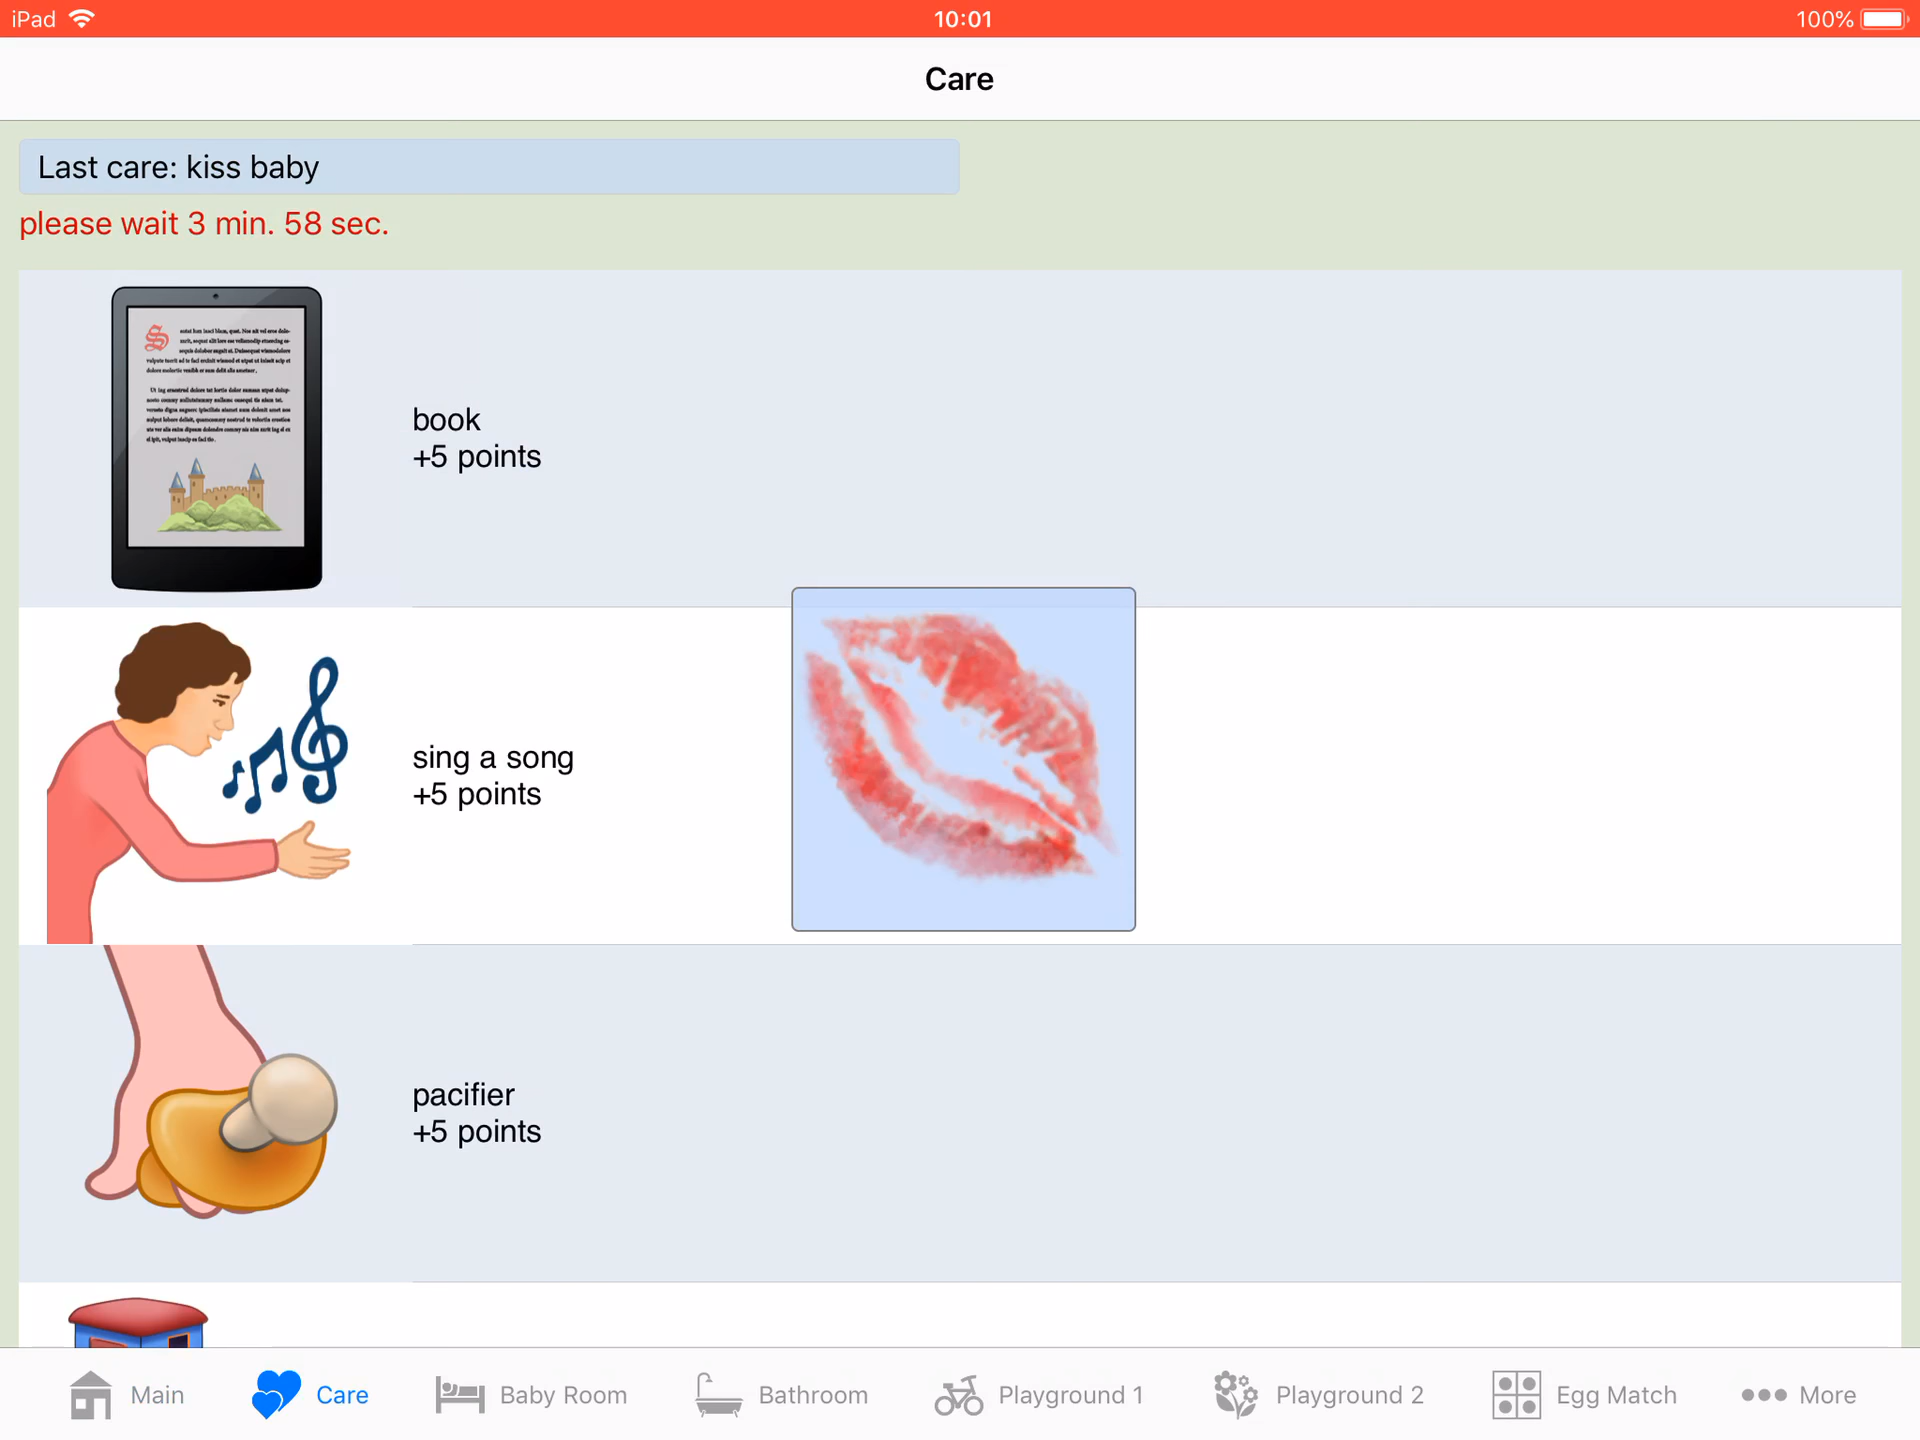 iPad 10:01 100%
Care
Last care: kiss baby
please wait 3 min. 58 sec.
book
+5 points
sing a song
+5 points
pacifier
+5 points
Main Care Baby Room Bathroom Playground 1 Playground 2 Egg Match More